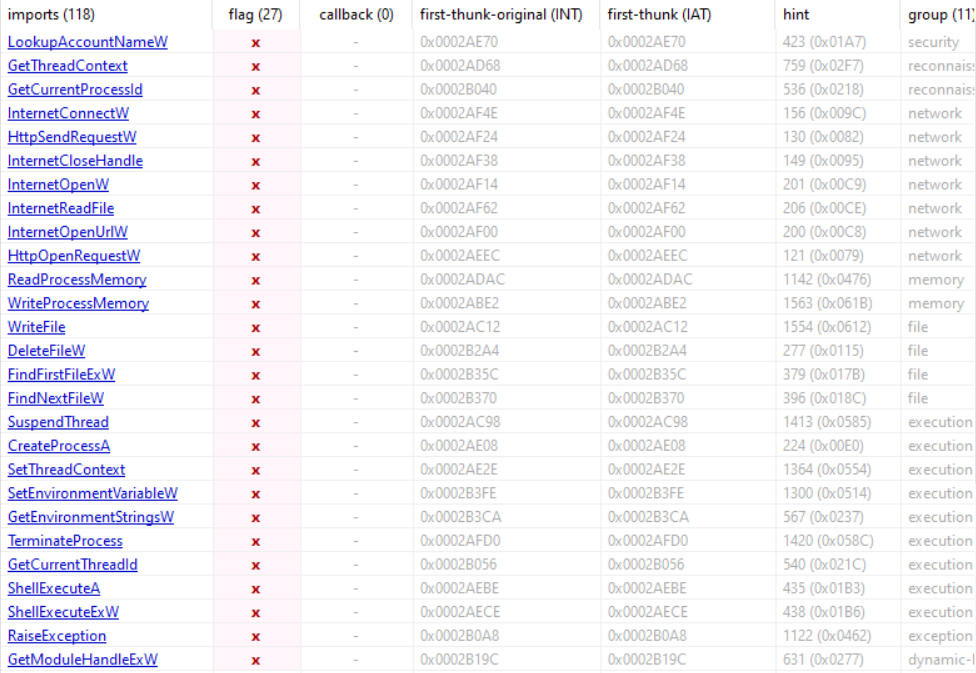 imports (118) flag (27) callback (0) first-thunk-original (INT) first-thunk (IAT) hint group (11)
LookupAccountNameW x - 0x0002AE70 0x0002AE70 423 (0x01A7) security
GetThreadContext x - 0x0002AD68 0x0002AD68 759 (0x02F7) reconnais
GetCurrentProcessId x - 0x0002B040 0x0002B040 536 (0x0218) reconnais
InternetConnectW x - 0x0002AF4E 0x0002AF4E 156 (0x009C) network
HttpSendRequestW x - 0x0002AF24 0x0002AF24 130 (0x0082) network
InternetCloseHandle x - 0x0002AF38 0x0002AF38 149 (0x0095) network
InternetOpenW x - 0x0002AF14 0x0002AF14 201 (0x00C9) network
InternetReadFile x - 0x0002AF62 0x0002AF62 206 (0x00CE) network
InternetOpenUrlW x - 0x0002AF00 0x0002AF00 200 (0x00C8) network
HttpOpenRequestW x - 0x0002AEEC 0x0002AEEC 121 (0x0079) network
ReadProcessMemory x - 0x0002ADAC 0x0002ADAC 1142 (0x0476) memory
WriteProcessMemory x - 0x0002ABE2 0x0002ABE2 1563 (0x061B) memory
WriteFile x - 0x0002AC12 0x0002AC12 1554 (0x0612) file
DeleteFileW x - 0x0002B2A4 0x0002B2A4 277 (0x0115) file
FindFirstFileExW x - 0x0002B35C 0x0002B35C 379 (0x017B) file
FindNextFileW x - 0x0002B370 0x0002B370 396 (0x018C) file
SuspendThread x - 0x0002AC98 0x0002AC98 1413 (0x0585) execution
CreateProcessA x - 0x0002AE08 0x0002AE08 224 (0x00E0) execution
SetThreadContext x - 0x0002AE2E 0x0002AE2E 1364 (0x0554) execution
SetEnvironmentVariableW x - 0x0002B3FE 0x0002B3FE 1300 (0x0514) execution
GetEnvironmentStringsW x - 0x0002B3CA 0x0002B3CA 567 (0x0237) execution
TerminateProcess x - 0x0002AFD0 0x0002AFD0 1420 (0x058C) execution
GetCurrentThreadId x - 0x0002B056 0x0002B056 540 (0x021C) execution
ShellExecuteA x - 0x0002AEBE 0x0002AEBE 435 (0x01B3) execution
ShellExecuteExW x - 0x0002AECE 0x0002AECE 438 (0x01B6) execution
RaiseException x - 0x0002B0A8 0x0002B0A8 1122 (0x0462) exception
GetModuleHandleExW x - 0x0002B19C 0x0002B19C 631 (0x0277) dynamic-l